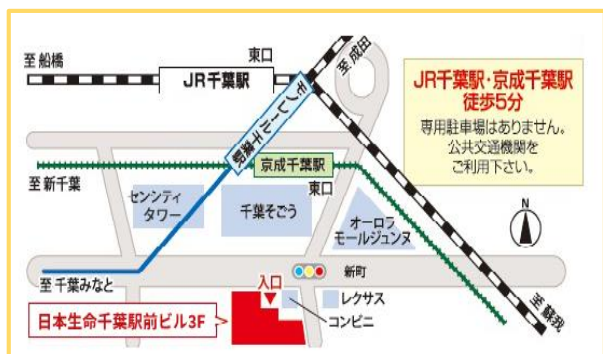 至 船橋
東口
JR千葉駅
至 成田
モノレール千葉駅
JR千葉駅・京成千葉駅
徒歩5分
専用駐車場はありません。
公共交通機関を
ご利用下さい。
京成千葉駅
東口
至 新千葉
センシティ
タワー
千葉そごう
オーロラ
モールジュンヌ
N
至 千葉みなと
新町
入口
レクサス
コンビニ
至 蘇我
日本生命千葉駅前ビル3F